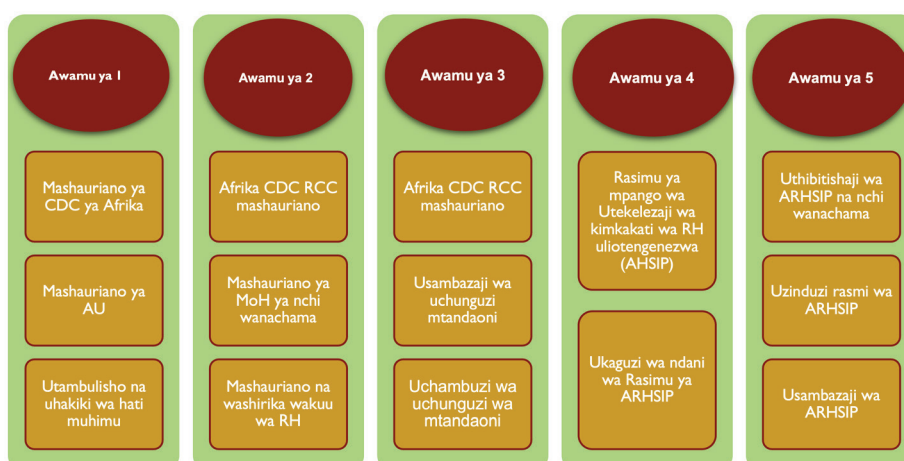 Awamu ya 1
Mashauriano ya
CDC ya Afrika
Mashauriano ya
AU
Utambulisho na
uhakiki wa hati
muhimu
Awamu ya 2
Afrika CDC RCC
mashauriano
Mashauriano ya
MoH ya nchi
wanachama
Mashauriano na
washirika wakuu
wa RH
Awamu ya 3
Afrika CDC RCC
mashauriano
Usambazaji wa
uchunguzi
mtandaoni
Uchambuzi wa
uchunguzi wa
mtandaoni
Awamu ya 4
Rasimu ya
mpango wa
Utekelezaji wa
kimkakati wa RH
uliotengenezwa
(AHSIP)
Ukaguzi wa ndani
wa Rasimu ya
ARHSIP
Awamu ya 5
Uthibitishaji wa
ARHSIP na nchi
wanachama
Uzinduzi rasmi wa
ARHSIP
Usambazaji wa
ARHSIP